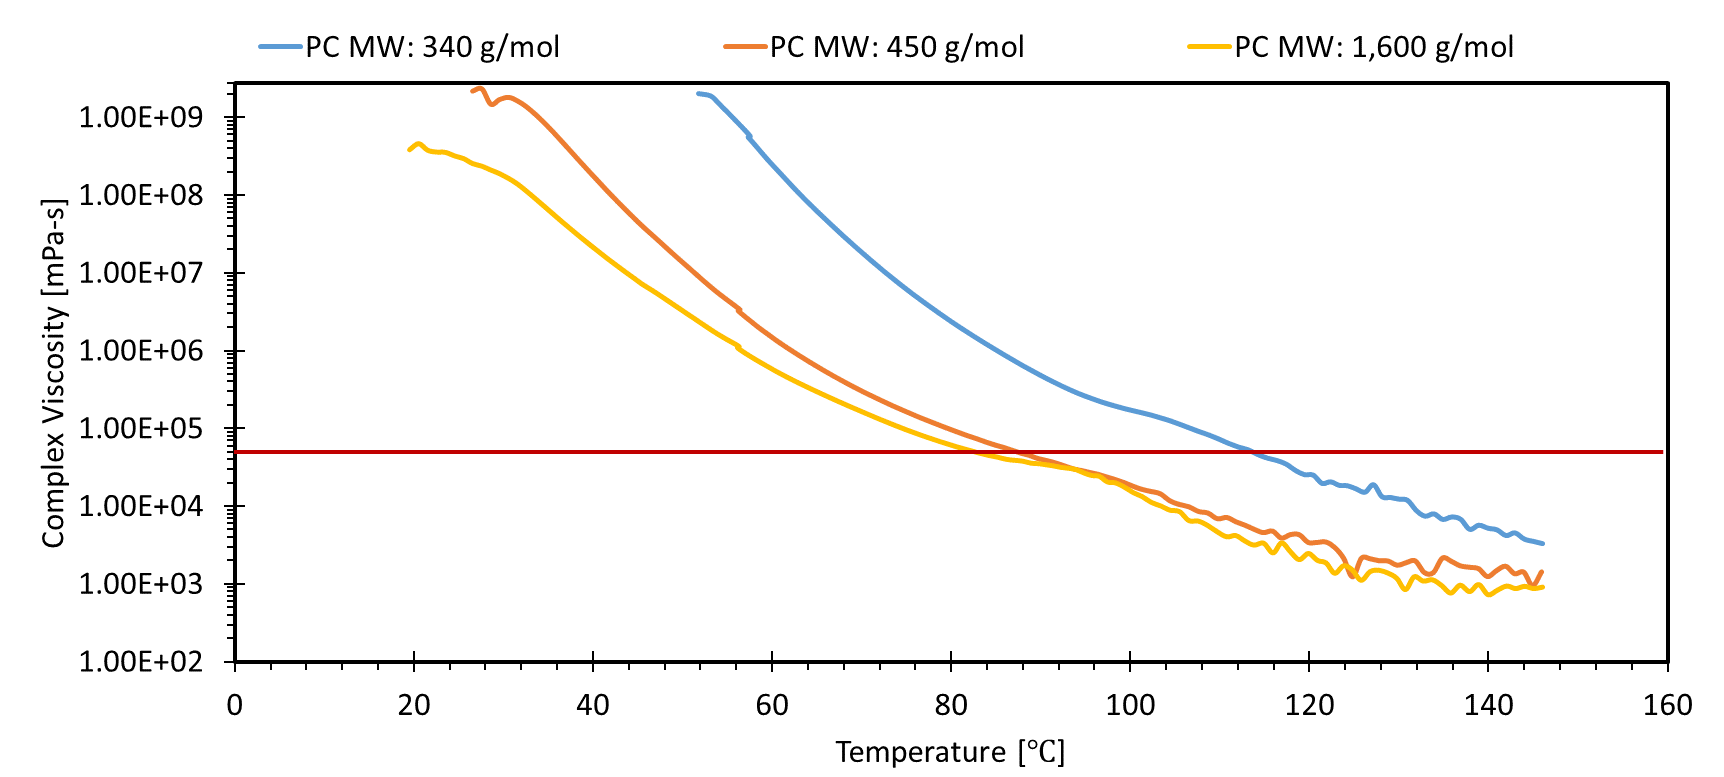 PC MW: 340 g/mol PC MW: 450 g/mol PC MW: 1,600 g/mol
Complex Viscosity [mPa-s]
1.00E+09
1.00E+08
1.00E+07
1.00E+06
1.00E+05
1.00E+04
1.00E+03
1.00E+02
0 20 40 60 80 100 120 140 160
Temperature [℃]